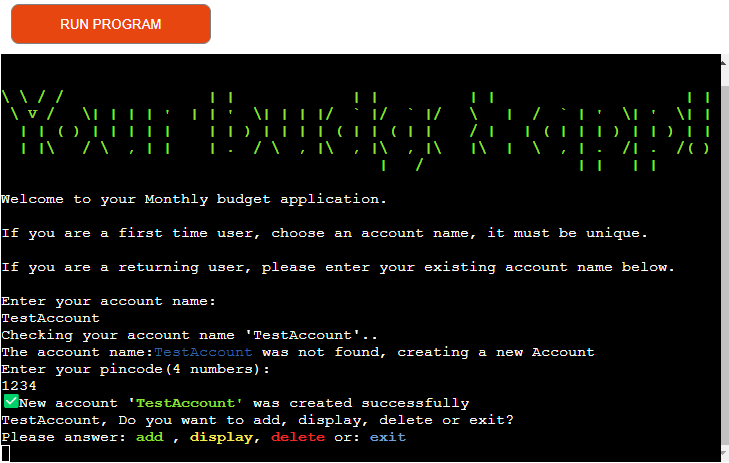 RUN PROGRAM
Your budget app!
Welcome to your Monthly budget application.
If you are a first time user, choose an account name, it must be unique.
If you are a returning user, please enter your existing account name below.
Enter your account name:
TestAccount
Checking your account name 'TestAccount'..
The account name:TestAccount was not found, creating a new Account
Enter your pincode(4 numbers):
1234
✅New account 'TestAccount' was created successfully
TestAccount, Do you want to add, display, delete or exit?
Please answer: add , display, delete or: exit